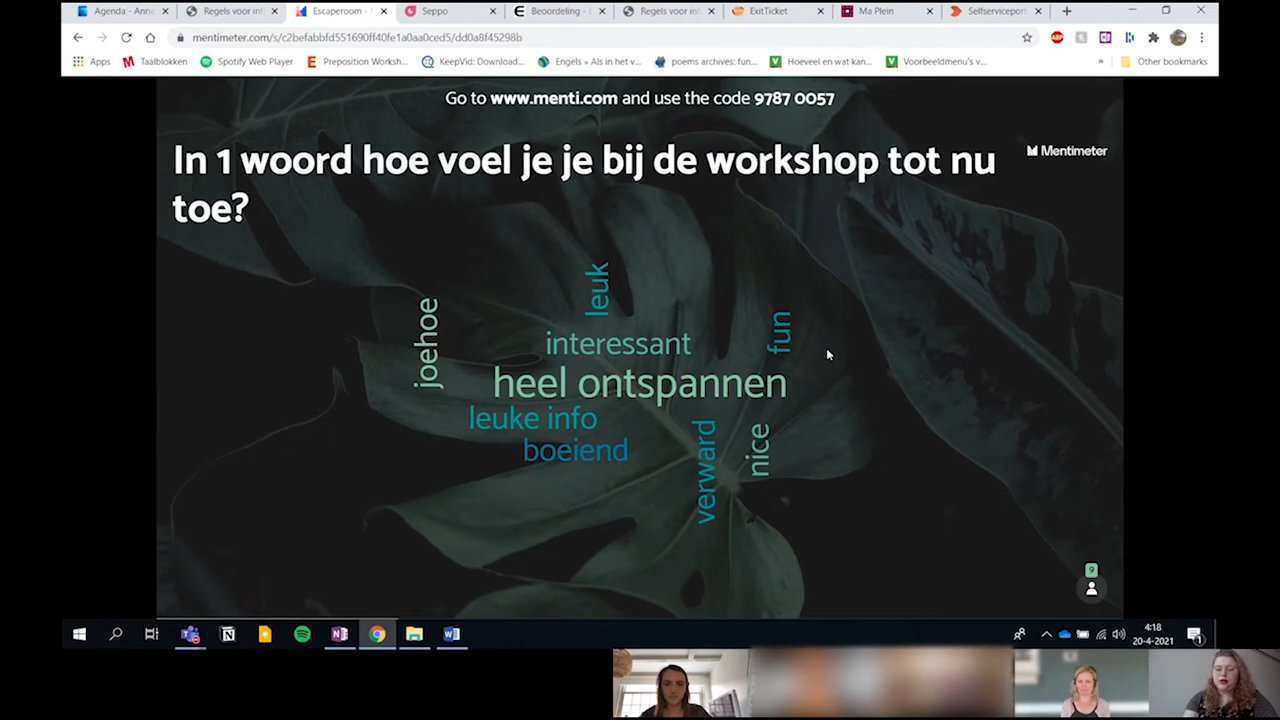 Agenda - Anne
Regels voor inf
Escaperoom -
Seppo
Beoordeling -
Regels voor inf
ExitTicket
Ma Plein
Selfserviceport
mentimeter.com/s/c2befabbfd551690ff40fe1a0aa0ced5/dd0a8f45298b
Apps
Taalblokken
Spotify Web Player
Preposition Worksh...
KeepVid: Download...
Engels » Als in het v...
poems archives: fun...
Hoeveel en wat kan...
Voorbeeldmenu's v...
»
Other bookmarks
Go to www.menti.com and use the code 9787 0057
In 1 woord hoe voel je je bij de workshop tot nu
toe?
Mentimeter
leuk
joehoe
fun
interessant
heel ontspannen
leuke info
boeiend
verward
nice
9
4:18
20-4-2021